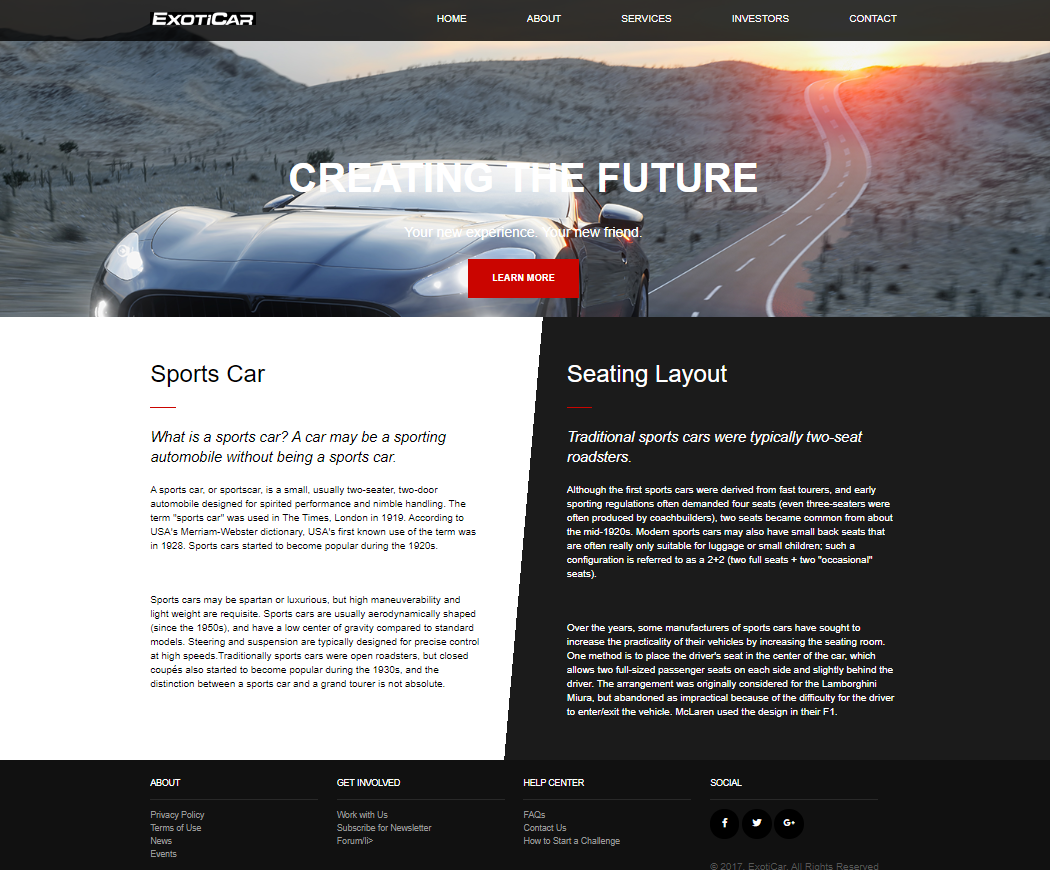 EXOTICAR
HOME ABOUT SERVICES INVESTORS CONTACT
CREATING THE FUTURE
Your new experience. Your new friend.
LEARN MORE
Sports Car
What is a sports car? A car may be a sporting
automobile without being a sports car.
A sports car, or sportscar, is a small, usually two-seater, two-door
automobile designed for spirited performance and nimble handling. The
term "sports car" was used in The Times, London in 1919. According to
USA's Merriam-Webster dictionary, USA's first known use of the term was
in 1928. Sports cars started to become popular during the 1920s.
Sports cars may be spartan or luxurious, but high maneuverability and
light weight are requisite. Sports cars are usually aerodynamically shaped
(since the 1950s), and have a low center of gravity compared to standard
models. Steering and suspension are typically designed for precise control
at high speeds.Traditionally sports cars were open roadsters, but closed
coupés also started to become popular during the 1930s, and the
distinction between a sports car and a grand tourer is not absolute.
Seating Layout
Traditional sports cars were typically two-seat
roadsters.
Although the first sports cars were derived from fast tourers, and early
sporting regulations often demanded four seats (even three-seaters were
often produced by coachbuilders), two seats became common from about
the mid-1920s. Modern sports cars may also have small back seats that
are often really only suitable for luggage or small children; such a
configuration is referred to as a 2+2 (two full seats + two "occasional"
seats).
Over the years, some manufacturers of sports cars have sought to
increase the practicality of their vehicles by increasing the seating room.
One method is to place the driver's seat in the center of the car, which
allows two full-sized passenger seats on each side and slightly behind the
driver. The arrangement was originally considered for the Lamborghini
Miura, but abandoned as impractical because of the difficulty for the driver
to enter/exit the vehicle. McLaren used the design in their F1.
ABOUT
Privacy Policy
Terms of Use
News
Events
GET INVOLVED
Work with Us
Subscribe for Newsletter
Forum/li>
HELP CENTER
FAQs
Contact Us
How to Start a Challenge
SOCIAL
© 2017. ExotiCar. All Rights Reserved